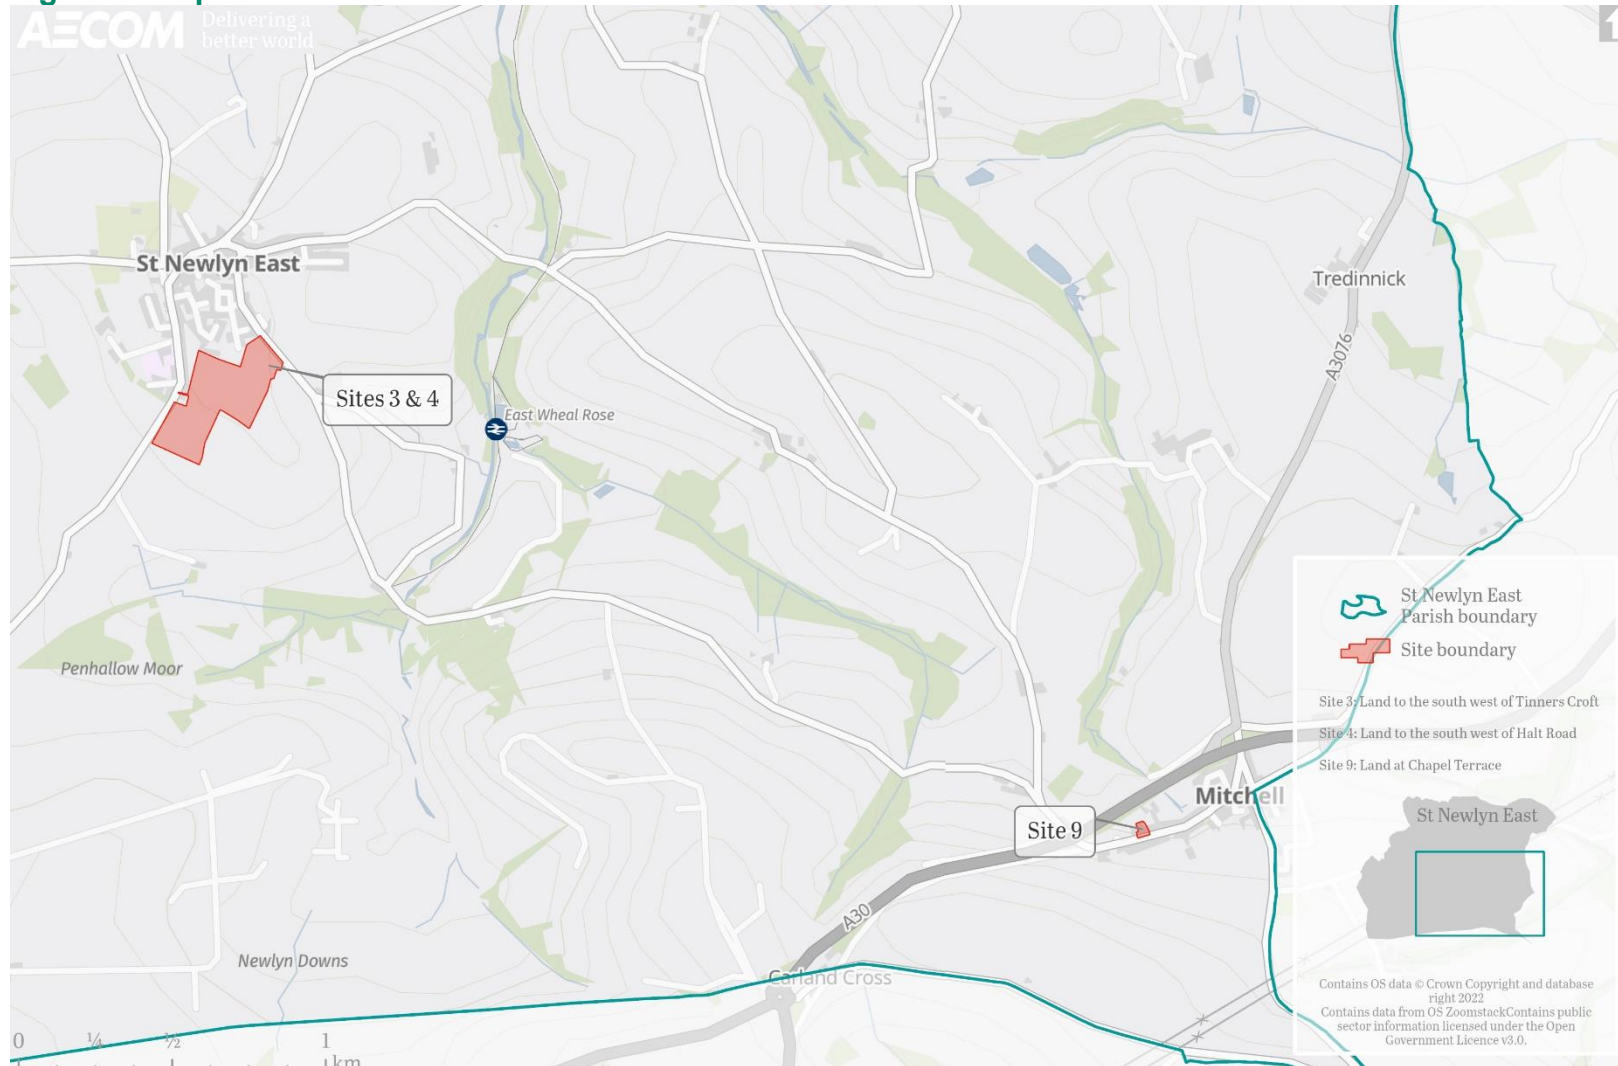 AECOM
Delivering a
better world
St Newlyn East
Sites 3 & 4
East Wheal Rose
Tredinnick
A3076
Penhallow Moor
Mitchell
Site 9
A30
Newlyn Downs
Carland Cross
0 ¼ ½ 1
km
St Newlyn East
Parish boundary
Site boundary
Site 3: Land to the south west of Tinners Croft
Site 4: Land to the south west of Halt Road
Site 9: Land at Chapel Terrace
St Newlyn East
Contains OS data © Crown Copyright and database
right 2022
Contains data from OS ZoomstackContains public
sector information licensed under the Open
Government Licence v3.0.